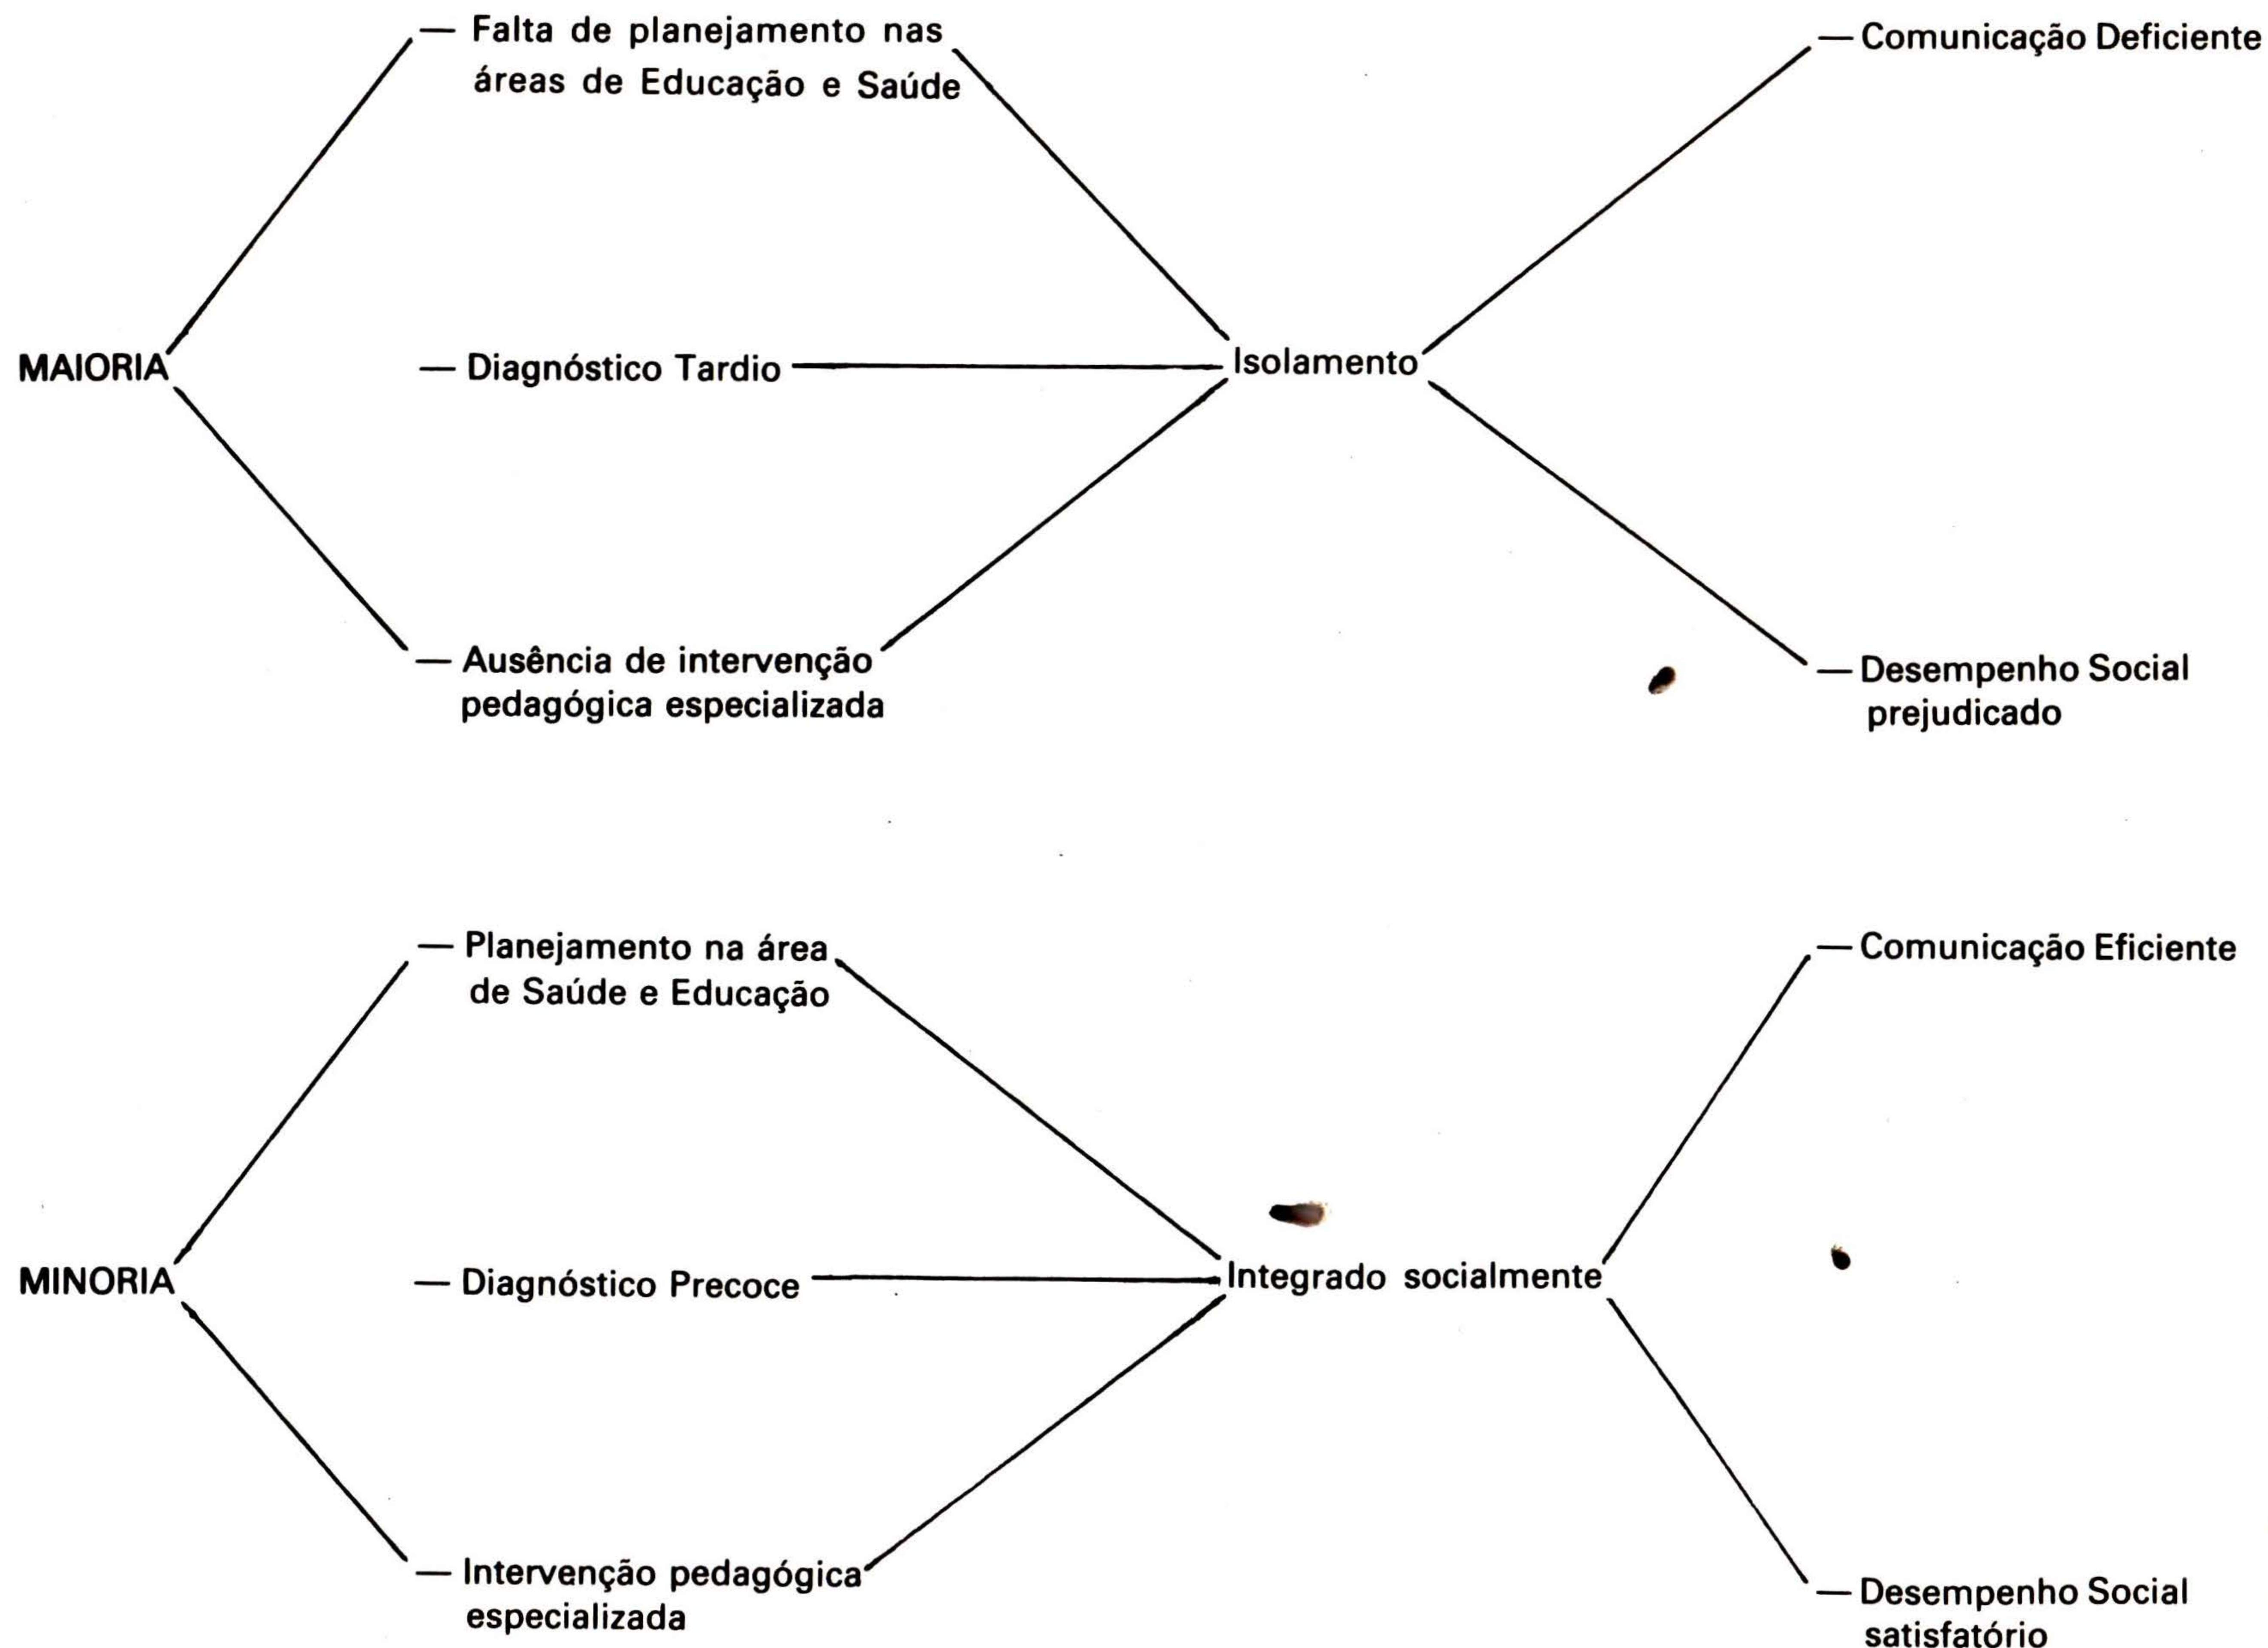 — Falta de planejamento nas
áreas de Educação e Saúde
— Comunicação Deficiente
MAIORIA
— Diagnóstico Tardio
Isolamento
— Ausência de intervenção
pedagógica especializada
— Desempenho Social
prejudicado
— Planejamento na área
de Saúde e Educação
— Comunicação Eficiente
MINORIA
— Diagnóstico Precoce
Integrado socialmente
— Intervenção pedagógica
especializada
— Desempenho Social
satisfatório